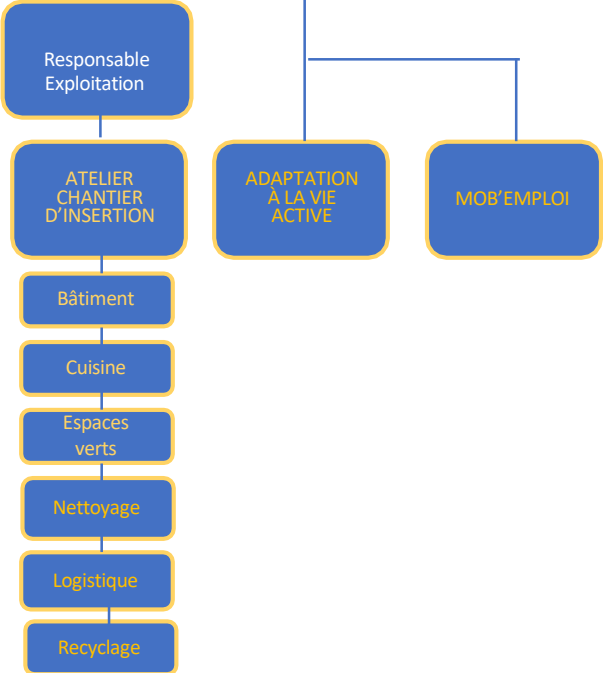 Responsable
Exploitation
ATELIER
CHANTIER
D’INSERTION
ADAPTATION
À LA VIE
ACTIVE
MOB’EMPLOI
Bâtiment
Cuisine
Espaces
verts
Nettoyage
Logistique
Recyclage